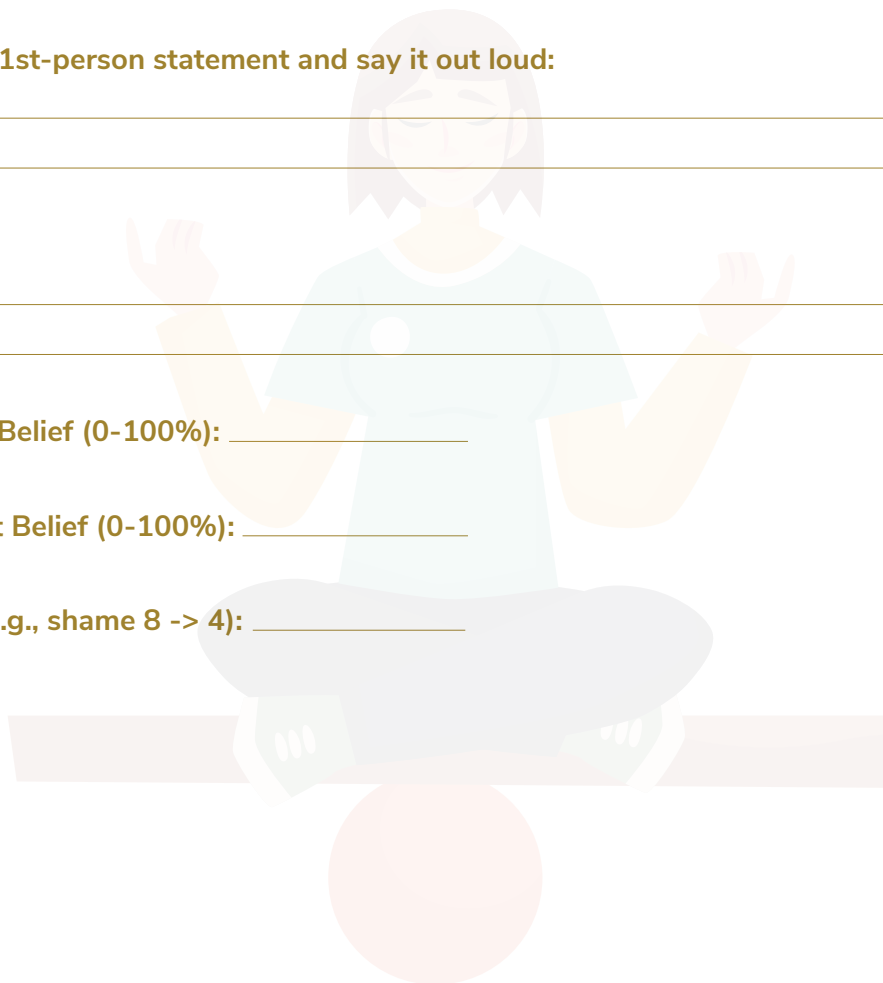 1st-person statement and say it out loud:
Belief (0-100%):
Belief (0-100%):
.g., shame 8 -> 4):